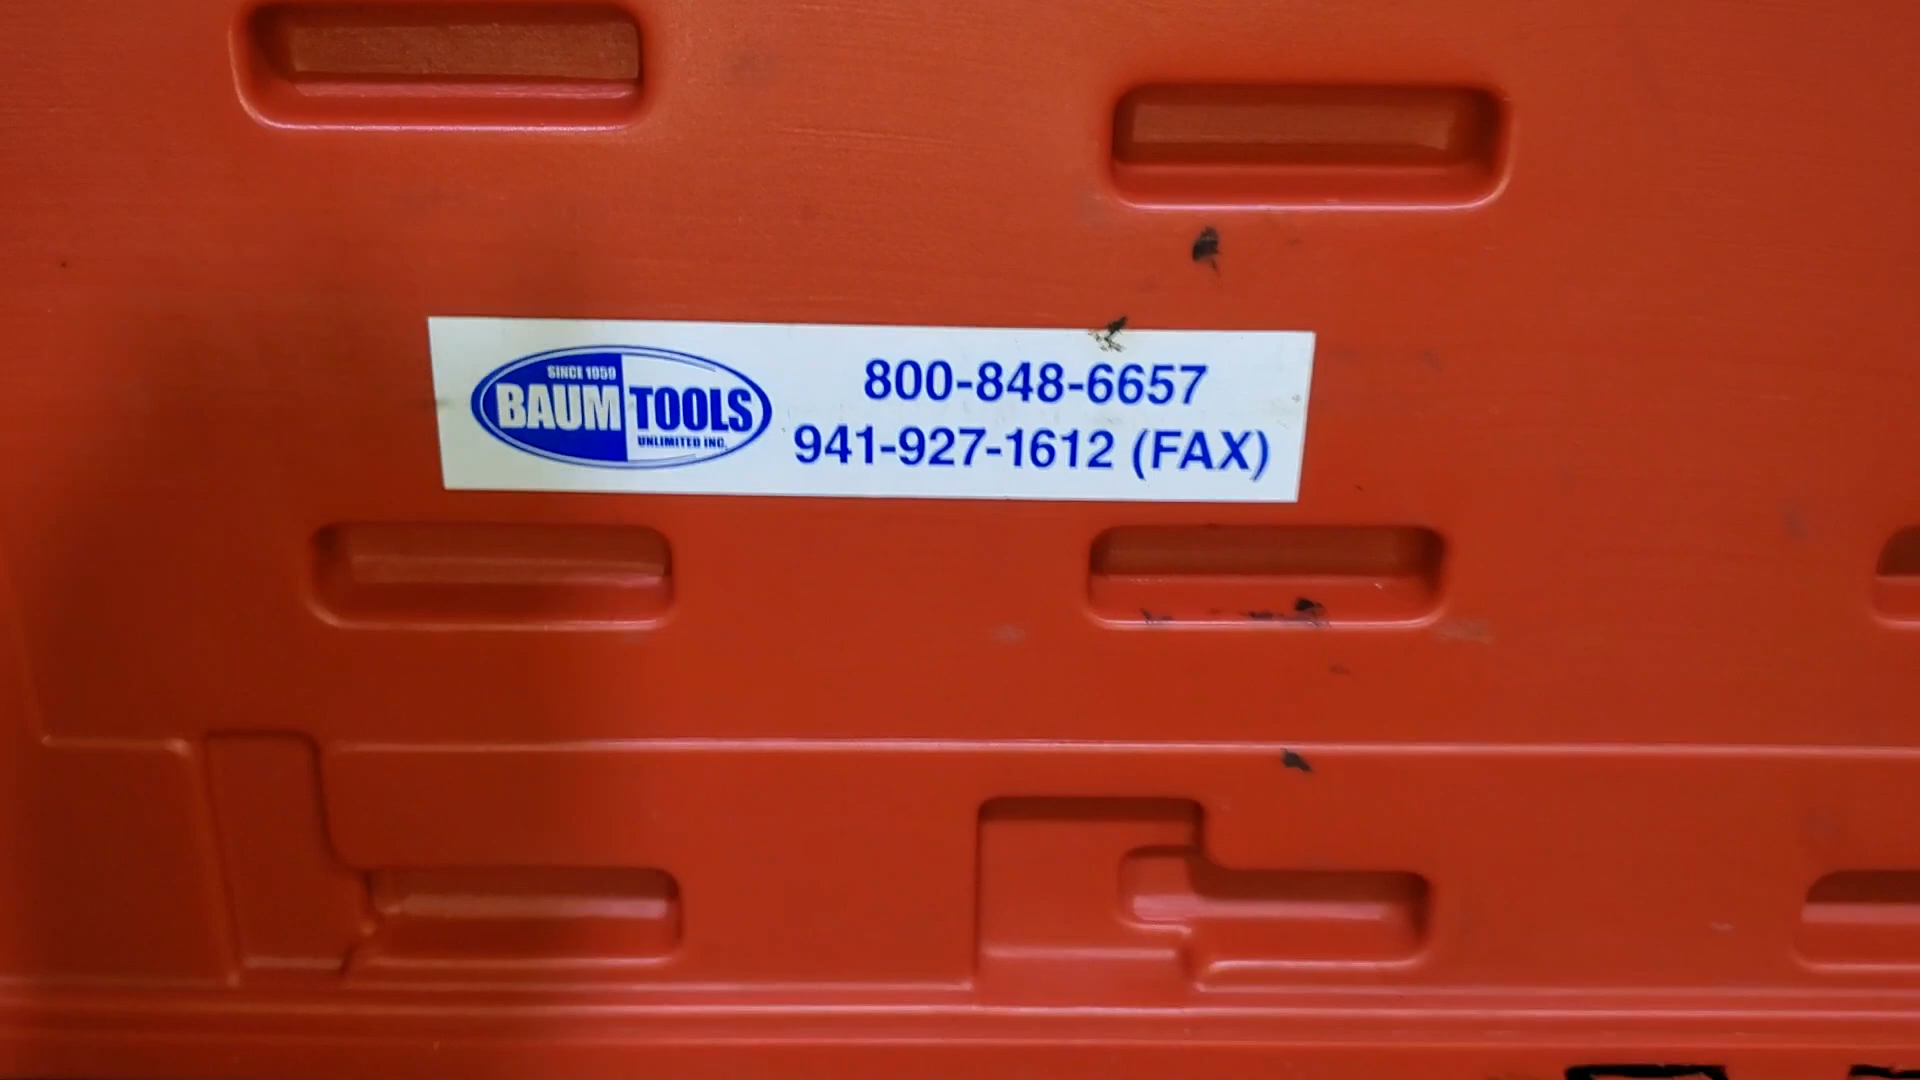 SINCE 1959
BAUM TOOLS
UNLIMITED INC.
800-848-6657
941-927-1612 (FAX)